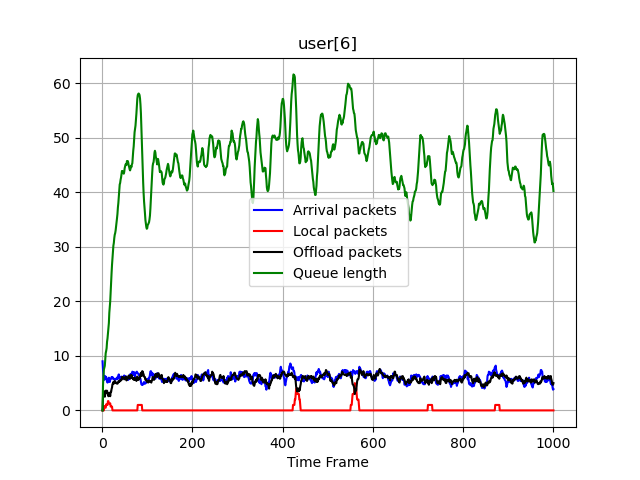 user[6]
60
50
40
30
20
10
0
Arrival packets
Local packets
Offload packets
Queue length
0 200 400 600 800 1000
Time Frame